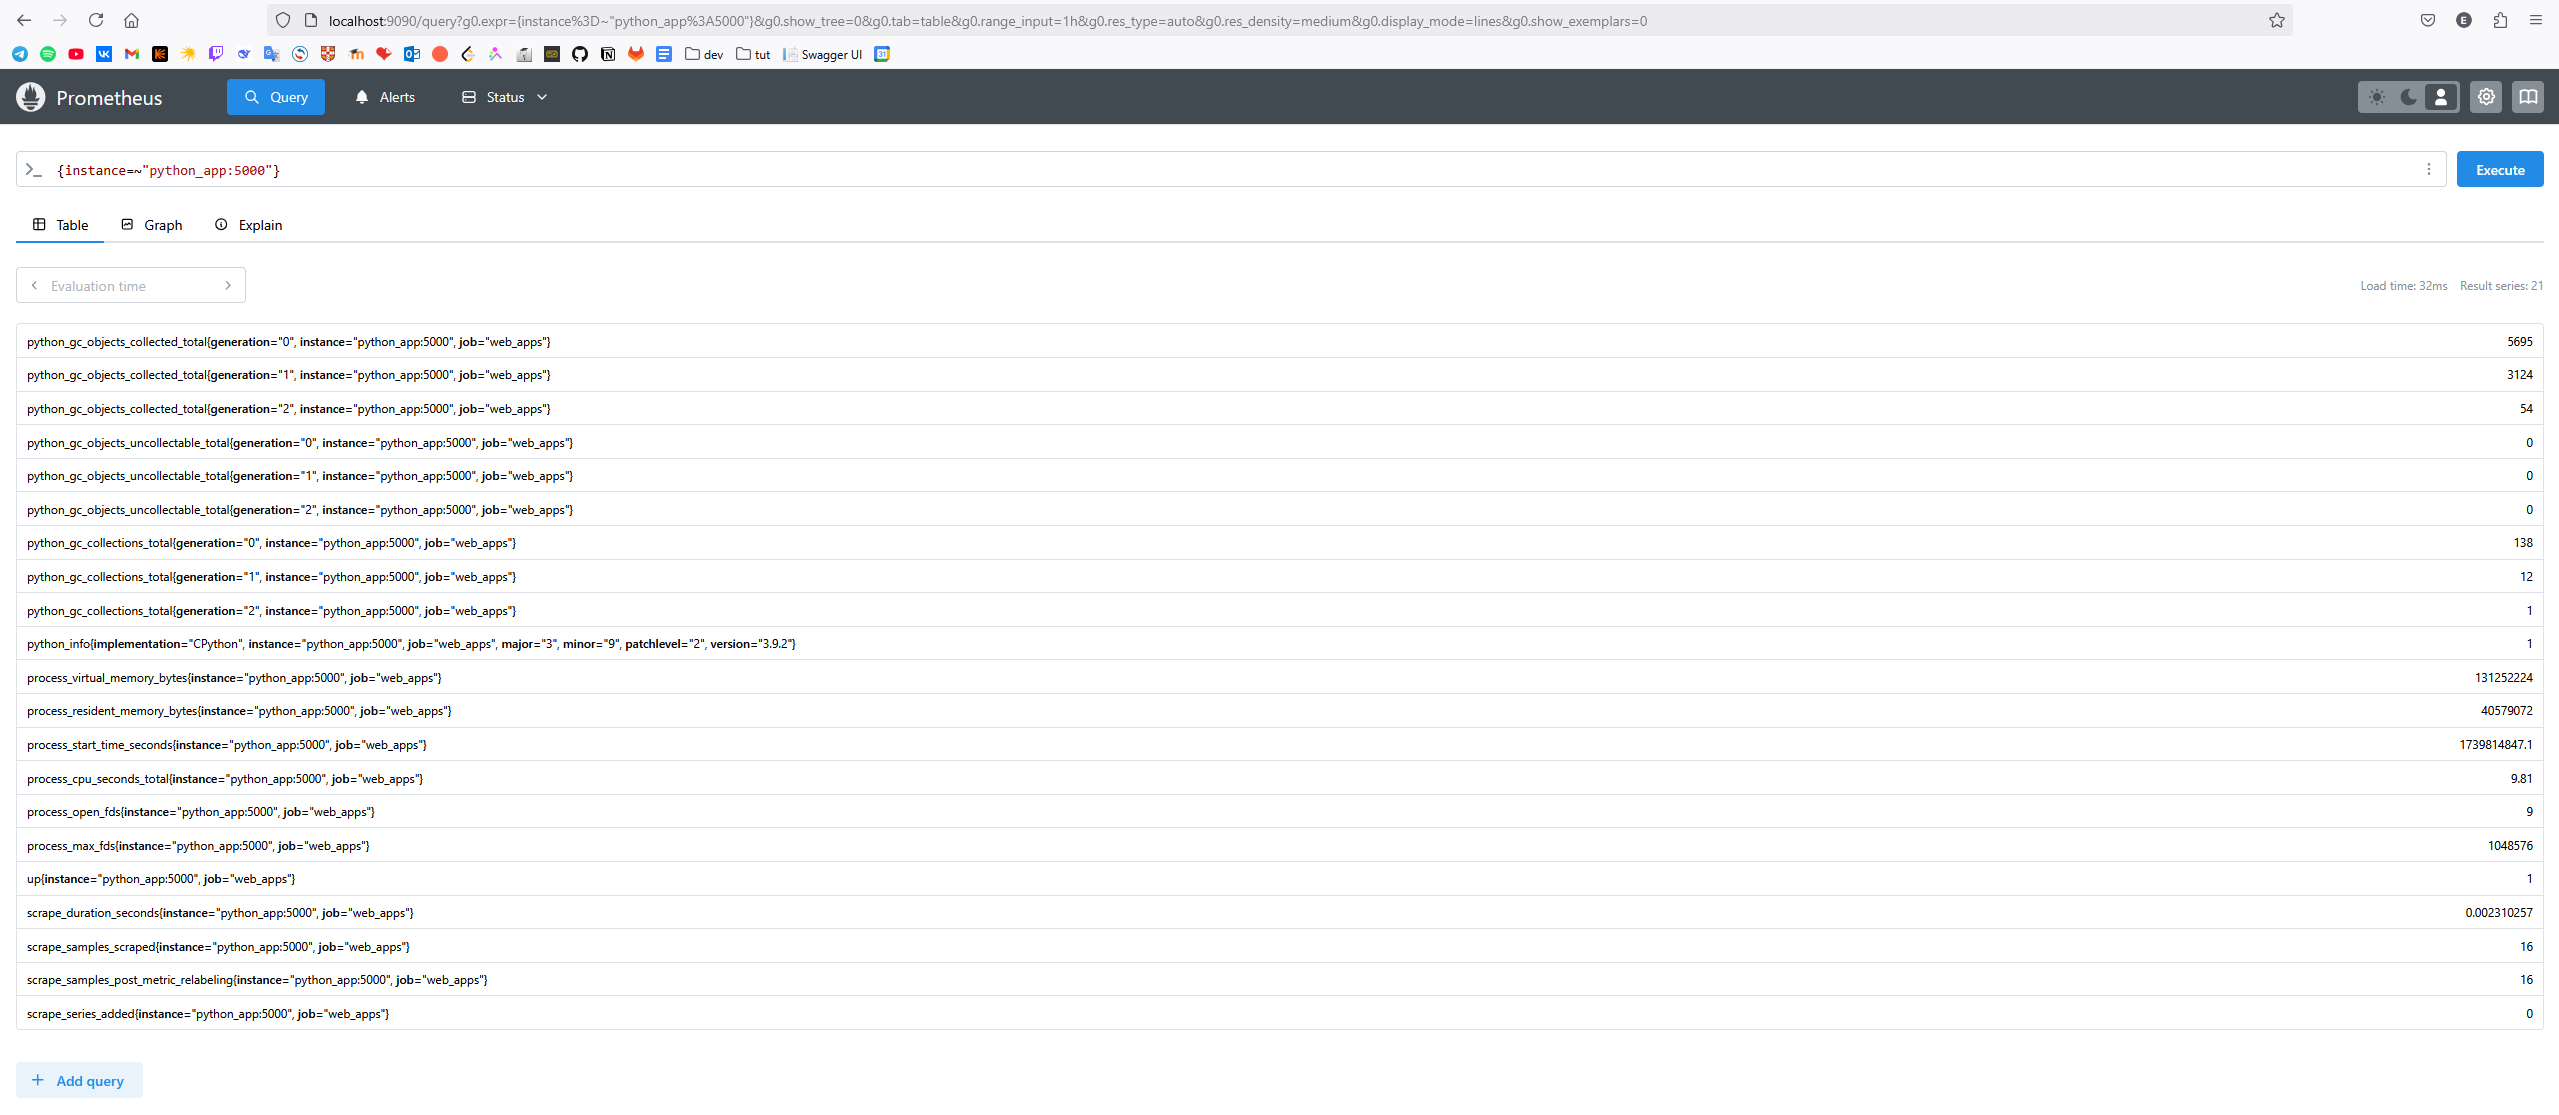 localhost:9090/query?g0.expr={instance%3D~"python_app%3A5000"}&g0.show_tree=0&g0.tab=table&g0.range_input=1h&g0.res_type=auto&g0.res_density=medium&g0.display_mode=lines&g0.show_exemplars=0
dev tut Swagger UI 31
Prometheus Query Alerts Status
{instance=~"python_app:5000"} Execute
Table Graph Explain
Evaluation time Load time: 32ms Result series: 21
python_gc_objects_collected_total{generation="0", instance="python_app:5000", job="web_apps"} 5695
python_gc_objects_collected_total{generation="1", instance="python_app:5000", job="web_apps"} 3124
python_gc_objects_collected_total{generation="2", instance="python_app:5000", job="web_apps"} 54
python_gc_objects_uncollectable_total{generation="0", instance="python_app:5000", job="web_apps"} 0
python_gc_objects_uncollectable_total{generation="1", instance="python_app:5000", job="web_apps"} 0
python_gc_objects_uncollectable_total{generation="2", instance="python_app:5000", job="web_apps"} 0
python_gc_collections_total{generation="0", instance="python_app:5000", job="web_apps"} 138
python_gc_collections_total{generation="1", instance="python_app:5000", job="web_apps"} 12
python_gc_collections_total{generation="2", instance="python_app:5000", job="web_apps"} 1
python_info{implementation="CPython", instance="python_app:5000", job="web_apps", major="3", minor="9", patchlevel="2", version="3.9.2"} 1
process_virtual_memory_bytes{instance="python_app:5000", job="web_apps"} 131252224
process_resident_memory_bytes{instance="python_app:5000", job="web_apps"} 40579072
process_start_time_seconds{instance="python_app:5000", job="web_apps"} 1739814847.1
process_cpu_seconds_total{instance="python_app:5000", job="web_apps"} 9.81
process_open_fds{instance="python_app:5000", job="web_apps"} 9
process_max_fds{instance="python_app:5000", job="web_apps"} 1048576
up{instance="python_app:5000", job="web_apps"} 1
scrape_duration_seconds{instance="python_app:5000", job="web_apps"} 0.002310257
scrape_samples_scraped{instance="python_app:5000", job="web_apps"} 16
scrape_samples_post_metric_relabeling{instance="python_app:5000", job="web_apps"} 16
scrape_series_added{instance="python_app:5000", job="web_apps"} 0
Add query